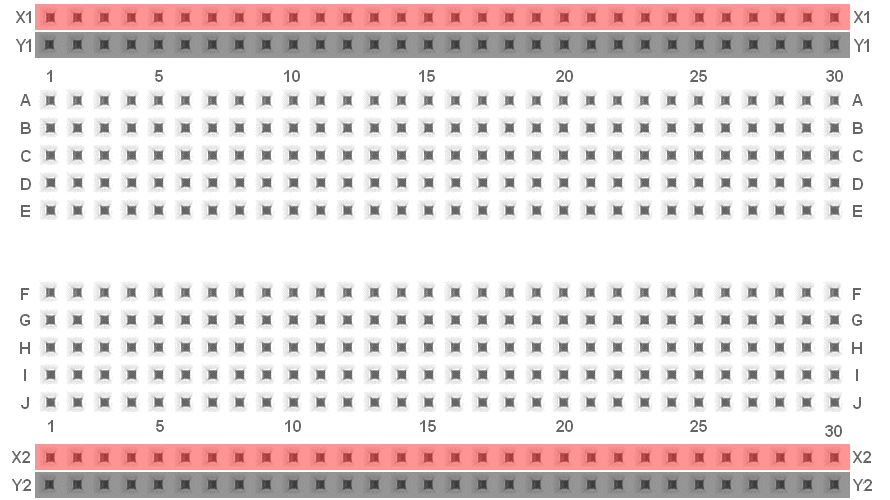 X1 X1
Y1 Y1
1 5 10 15 20 25 30
A A
B B
C C
D D
E E
F F
G G
H H
I I
J J
1 5 10 15 20 25 30
X2 X2
Y2 Y2